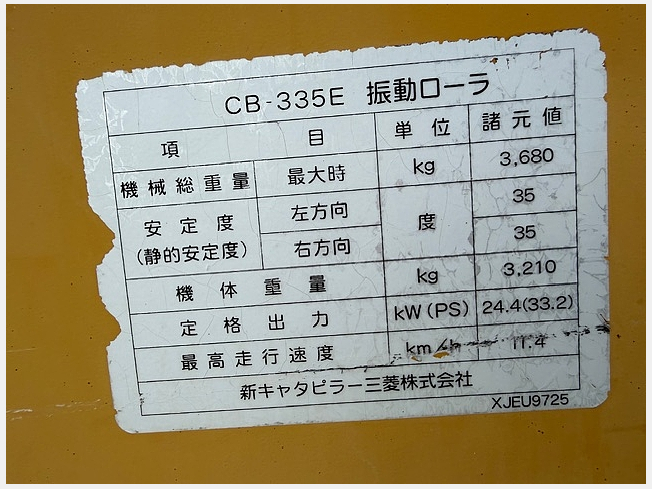 CB-335E 振動ローラ
項 目 単位 諸元値
機械総重量 最大時 kg 3,680
安定度 (静的安定度) 左方向 度 35
右方向 35
機体重量 kg 3,210
定格出力 kW(PS) 24.4(33.2)
最高走行速度 km/h 11.4
新キャタピラー三菱株式会社
XJEU9725